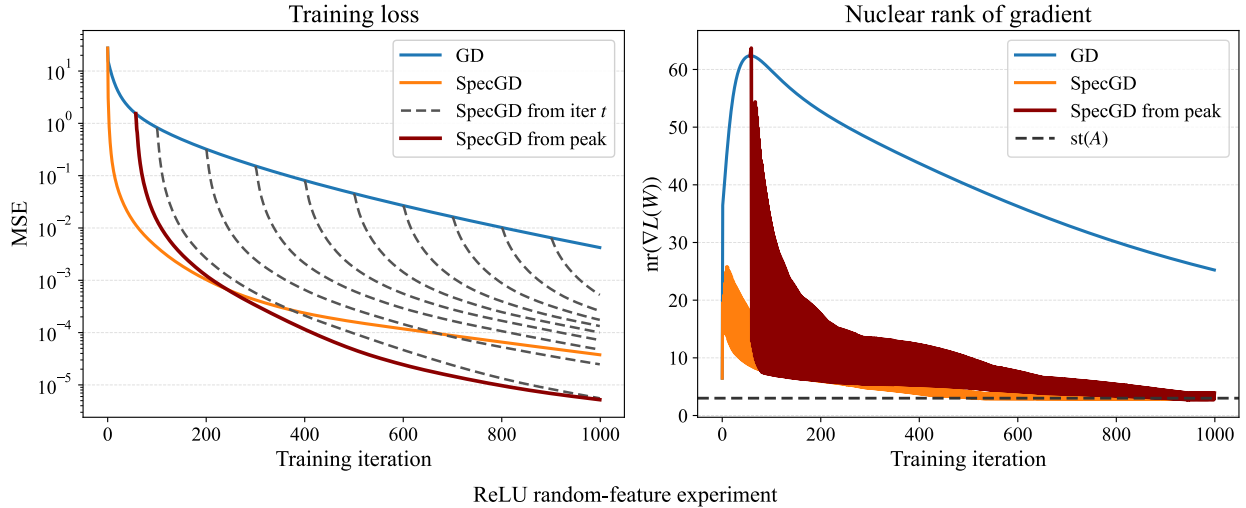 Training loss
MSE
10^1
10^0
10^-1
10^-2
10^-3
10^-4
10^-5
GD
SpecGD
SpecGD from iter t
SpecGD from peak
0 200 400 600 800 1000
Training iteration
Nuclear rank of gradient
nr(∇L(W))
60
50
40
30
20
10
0
GD
SpecGD
SpecGD from peak
st(A)
0 200 400 600 800 1000
Training iteration
ReLU random-feature experiment